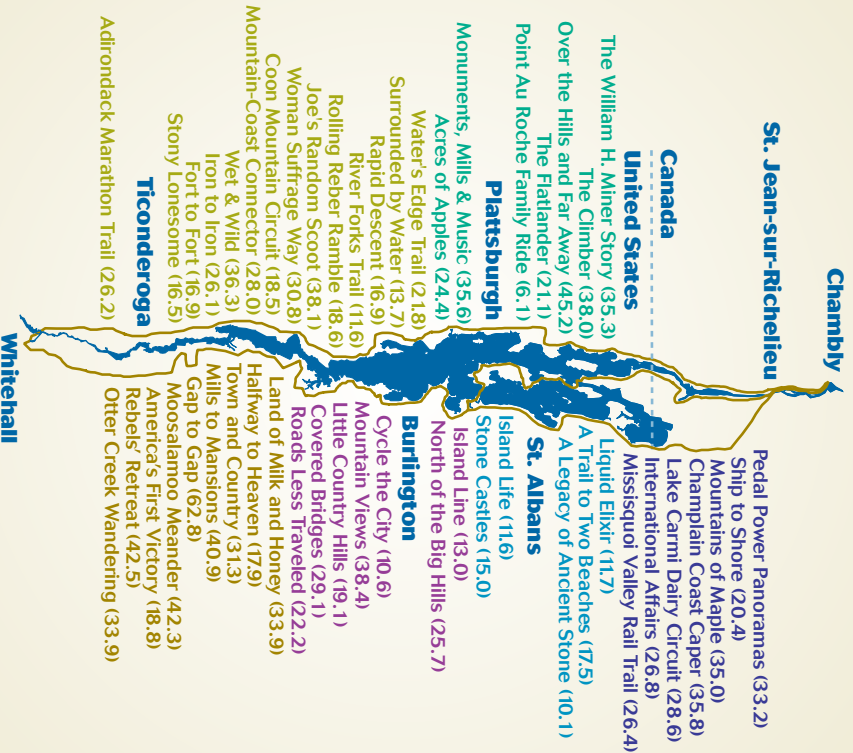 Chambly
St. Jean-sur-Richelieu
Canada
United States
The William H. Miner Story (35.3)
The Climber (38.0)
Over the Hills and Far Away (45.2)
The Flatlander (21.1)
Point Au Roche Family Ride (6.1)
Plattsburgh
Monuments, Mills & Music (35.6)
Acres of Apples (24.4)
Water's Edge Trail (21.8)
Surrounded by Water (13.7)
Rapid Descent (16.9)
River Forks Trail (11.6)
Rolling Reber Ramble (18.6)
Joe's Random Scoot (38.1)
Woman Suffrage Way (30.8)
Coon Mountain Circuit (18.5)
Mountain-Coast Connector (28.0)
Wet & Wild (36.3)
Iron to Iron (26.1)
Fort to Fort (16.9)
Stony Lonesome (16.5)
Ticonderoga
Adirondack Marathon Trail (26.2)
Whitehall
Pedal Power Panoramas (33.2)
Ship to Shore (20.4)
Mountains of Maple (35.0)
Champlain Coast Caper (35.8)
Lake Carmi Dairy Circuit (28.6)
International Affairs (26.8)
Missisquoi Valley Rail Trail (26.4)
Liquid Elixir (11.7)
A Trail to Two Beaches (17.5)
A Legacy of Ancient Stone (10.1)
St. Albans
Island Life (11.6)
Stone Castles (15.0)
Island Line (13.0)
North of the Big Hills (25.7)
Burlington
Cycle the City (10.6)
Mountain Views (38.4)
Little Country Hills (19.1)
Covered Bridges (29.1)
Roads Less Traveled (22.2)
Land of Milk and Honey (33.9)
Halfway to Heaven (17.9)
Town and Country (31.3)
Mills to Mansions (40.9)
Gap to Gap (62.8)
Moosalamoo Meander (42.3)
America's First Victory (18.8)
Rebels' Retreat (42.5)
Otter Creek Wandering (33.9)